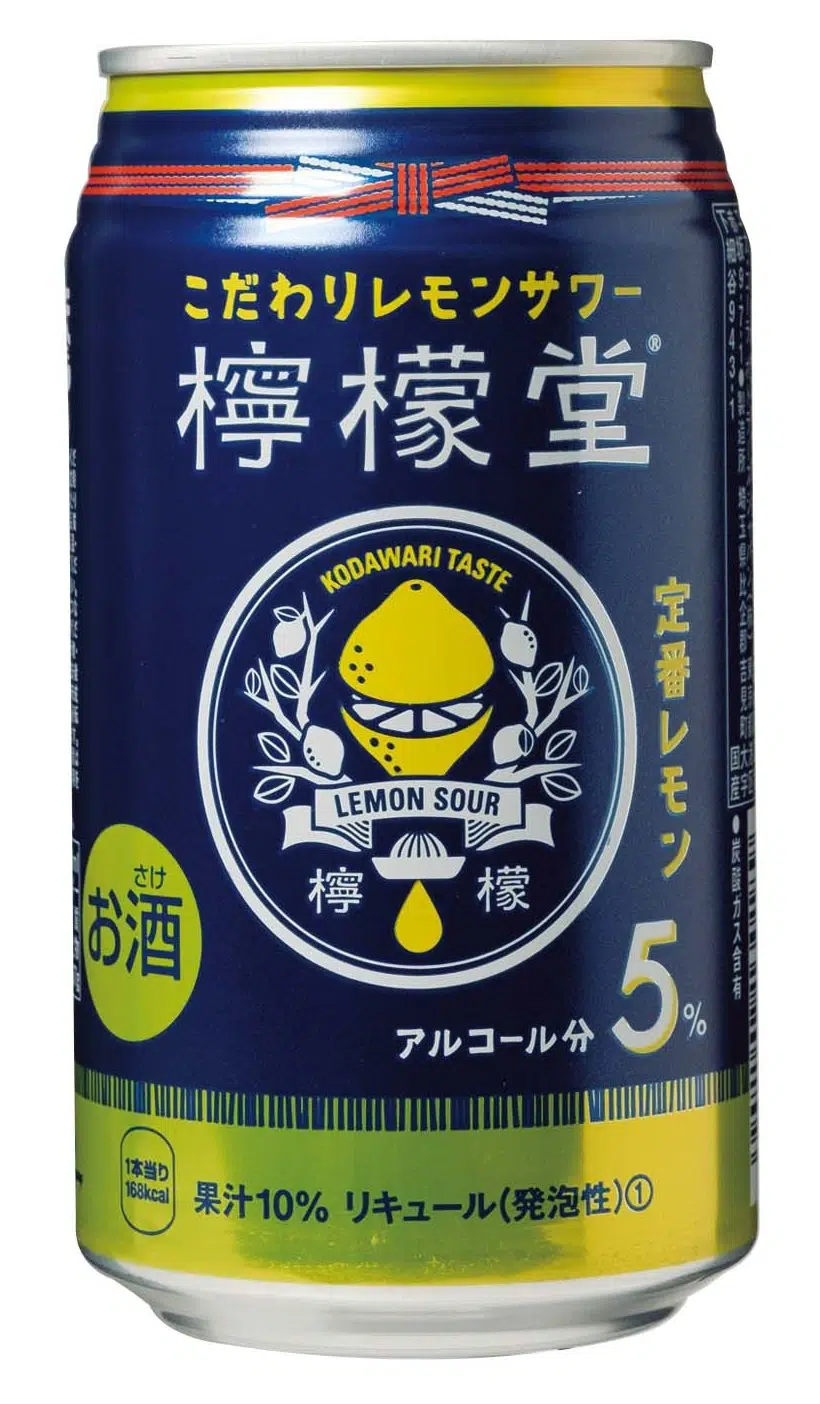 こだわりレモンサワー
檸檬堂®
KODAWARI TASTE
LEMON SOUR
檸 檬
定番レモン
さけ
お酒
アルコール分 5%
1本当り
168kcal
果汁10% リキュール(発泡性)①
国産
●炭酸ガス含有